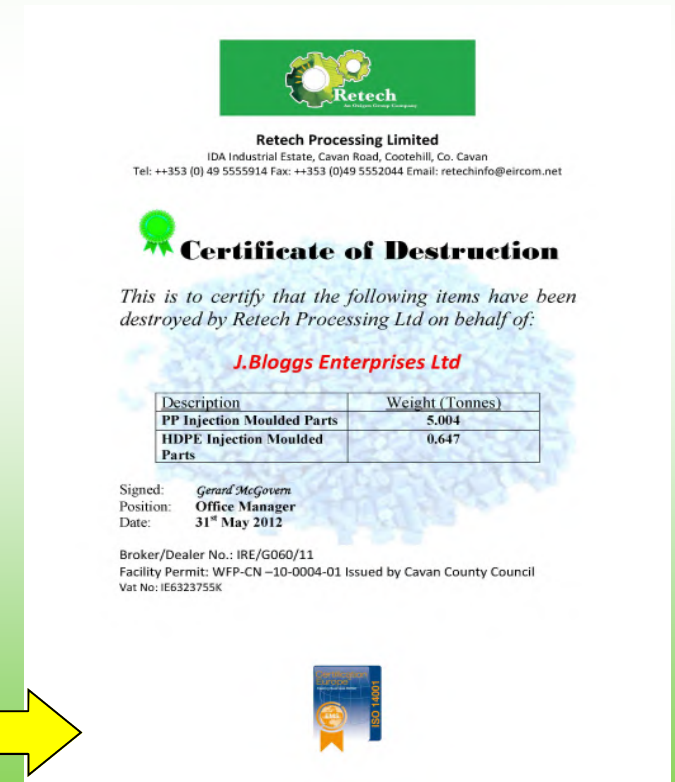 Retech
Retech Processing Limited
IDA Industrial Estate, Cavan Road, Cootehill, Co. Cavan
Tel: ++353 (0) 49 5555914 Fax: ++353 (0)49 5552044 Email: retechinfo@eircom.net
Certificate of Destruction
This is to certify that the following items have been
destroyed by Retech Processing Ltd on behalf of:
J.Bloggs Enterprises Ltd
Description Weight (Tonnes)
PP Injection Moulded Parts 5.004
HDPE Injection Moulded 0.647
Parts
Signed: Gerard McGovern
Position: Office Manager
Date: 31st May 2012
Broker/Dealer No.: IRE/G060/11
Facility Permit: WFP-CN –10-0004-01 Issued by Cavan County Council
Vat No: IE6323755K
Certification
Europe
ISO 14001